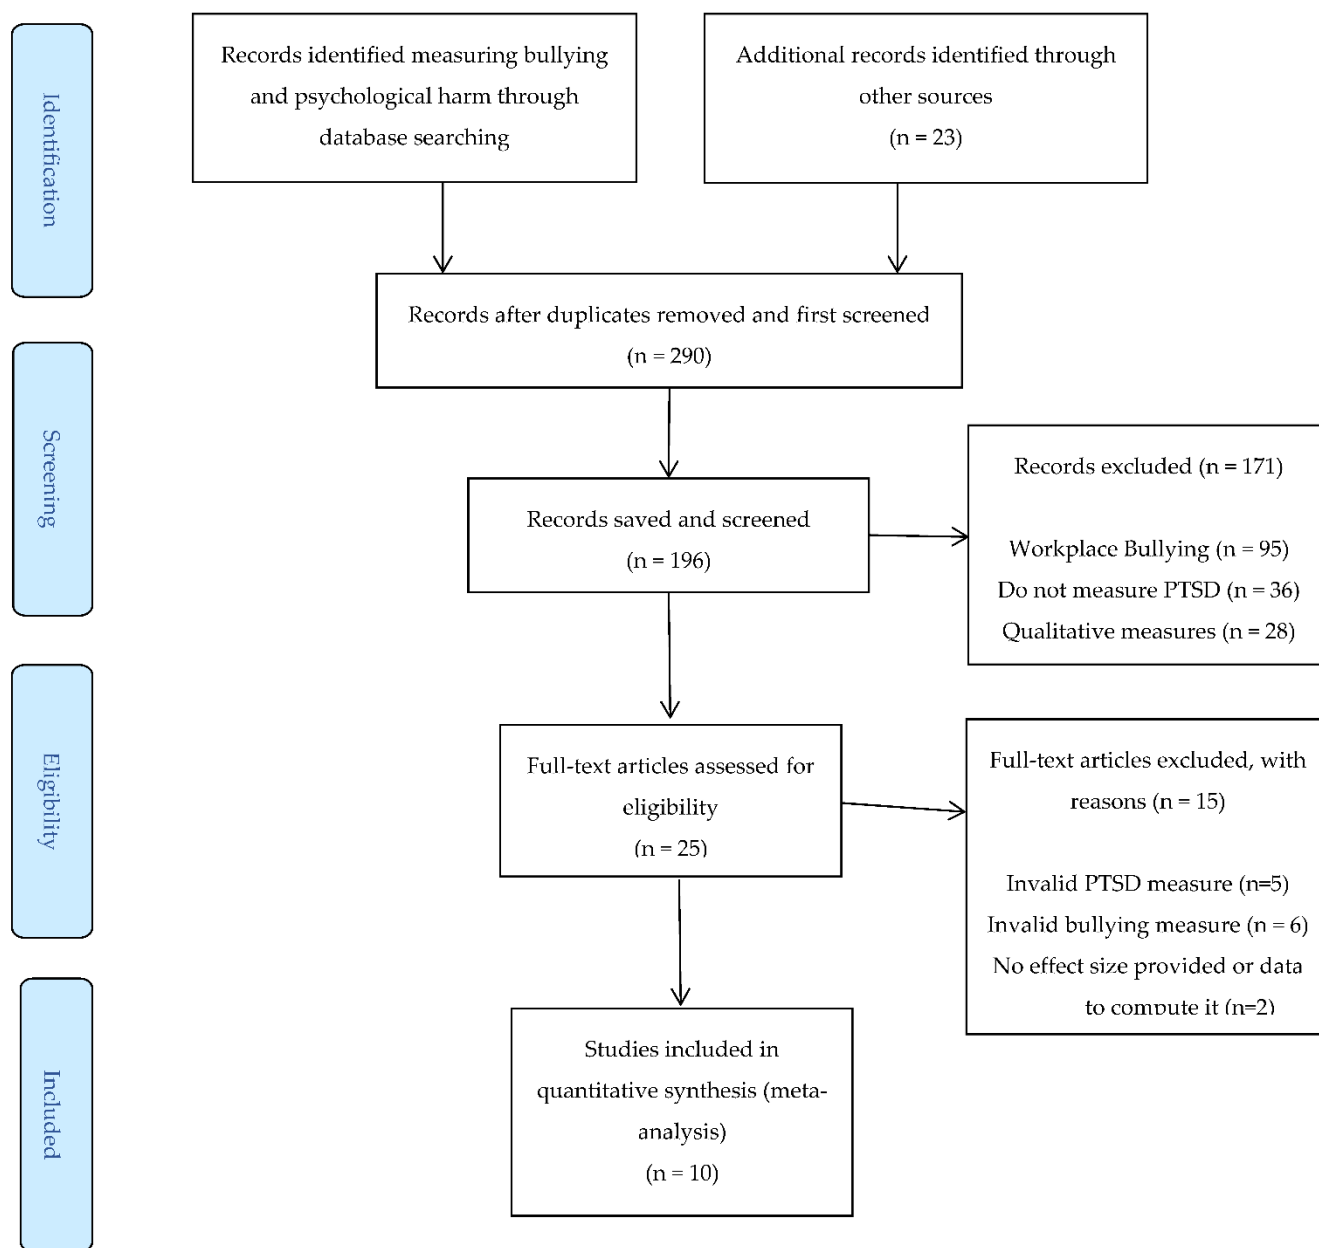 Identification
Records identified measuring bullying
and psychological harm through
database searching
Additional records identified through
other sources
(n = 23)
Records after duplicates removed and first screened
(n = 290)
Screening
Records saved and screened
(n = 196)
Records excluded (n = 171)
Workplace Bullying (n = 95)
Do not measure PTSD (n = 36)
Qualitative measures (n = 28)
Eligibility
Full-text articles assessed for
eligibility
(n = 25)
Full-text articles excluded, with
reasons (n = 15)
Invalid PTSD measure (n=5)
Invalid bullying measure (n = 6)
No effect size provided or data
to compute it (n=2)
Included
Studies included in
quantitative synthesis (meta-
analysis)
(n = 10)